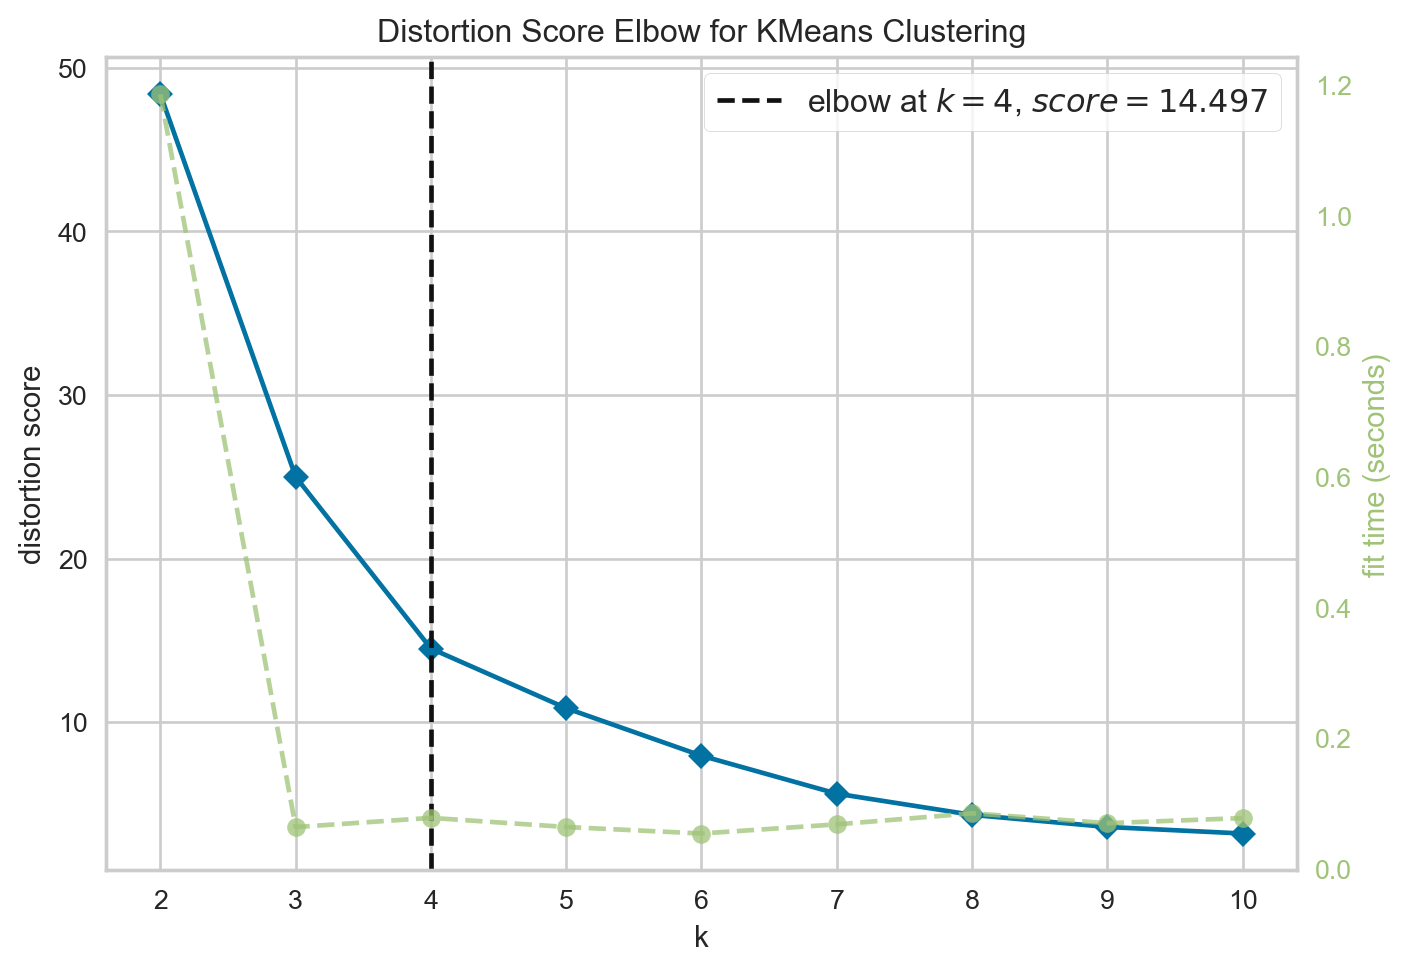 Distortion Score Elbow for KMeans Clustering
elbow at k = 4, score = 14.497
distortion score
50
40
30
20
10
fit time (seconds)
1.2
1.0
0.8
0.6
0.4
0.2
0.0
2 3 4 5 6 7 8 9 10
k